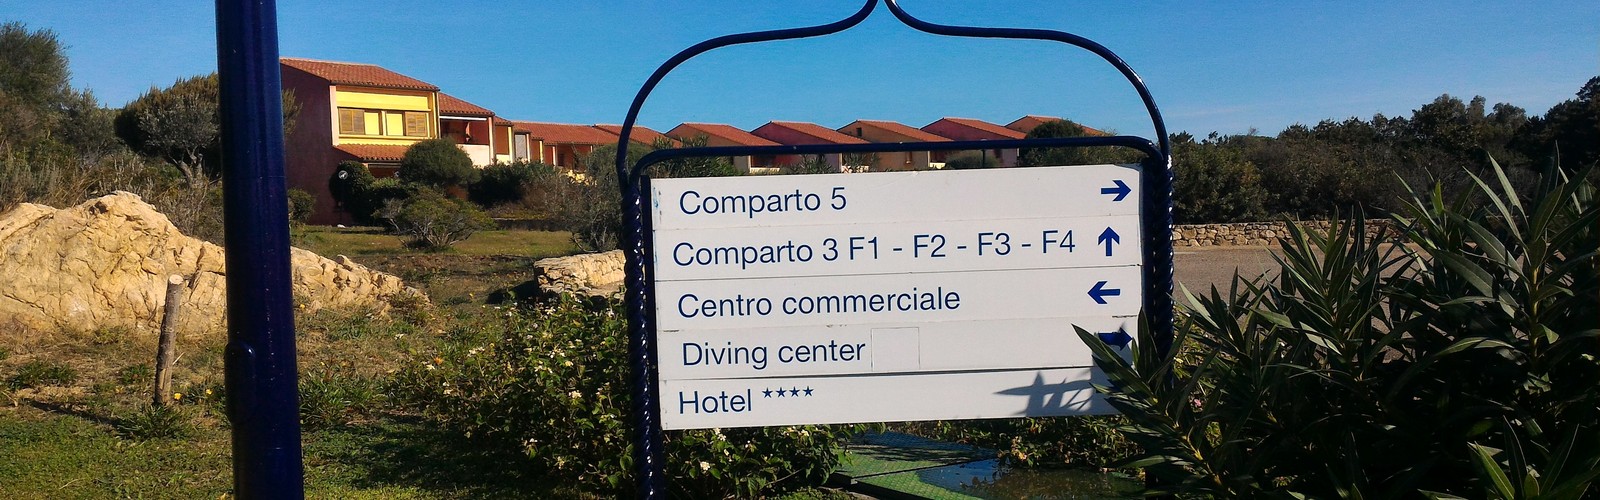 Comparto 5 →
Comparto 3 F1 - F2 - F3 - F4 ↑
Centro commerciale ←
Diving center →
Hotel ****